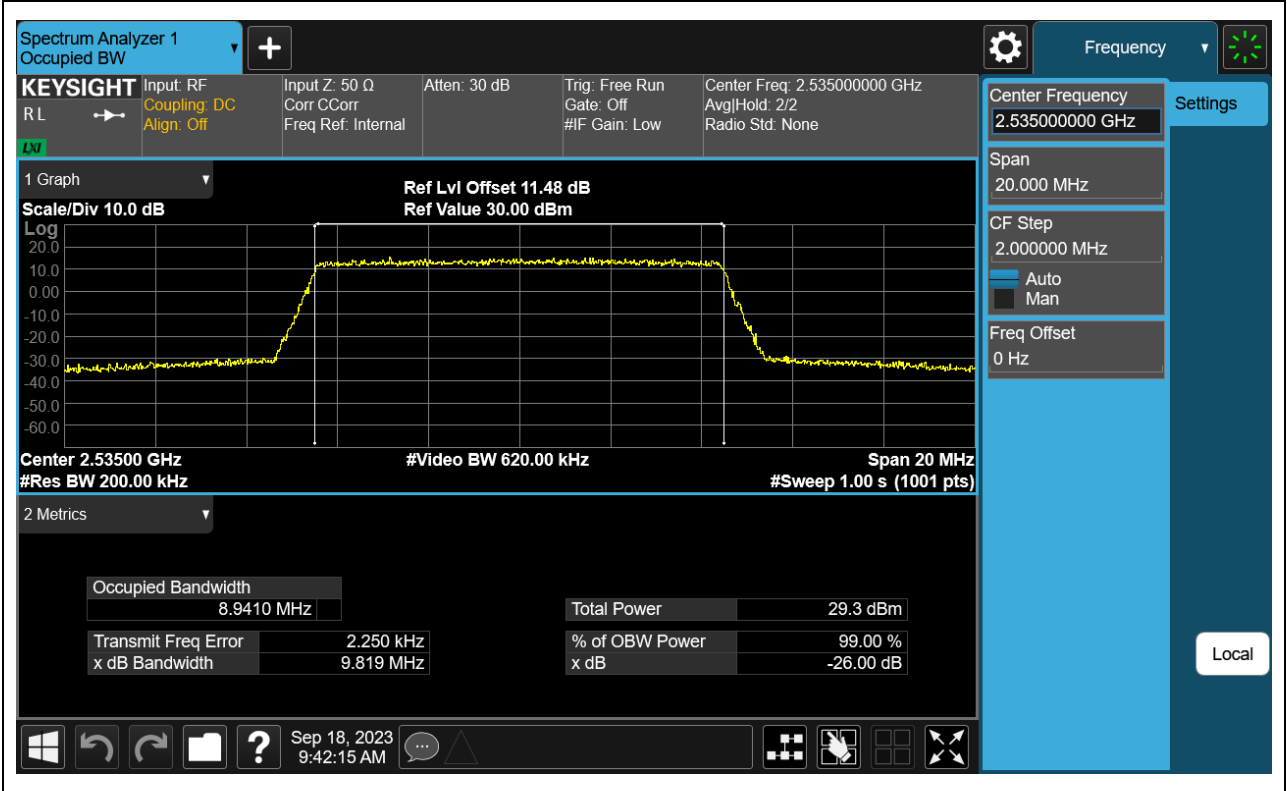 Spectrum Analyzer 1
Occupied BW
Frequency
KEYSIGHT
R L
LXI
Input: RF
Coupling: DC
Align: Off
Input Z: 50 Ω
Corr CCorr
Freq Ref: Internal
Atten: 30 dB
Trig: Free Run
Gate: Off
#IF Gain: Low
Center Freq: 2.535000000 GHz
Avg|Hold: 2/2
Radio Std: None
Center Frequency
2.535000000 GHz
Settings
Span
20.000 MHz
CF Step
2.000000 MHz
Auto
Man
Freq Offset
0 Hz
Local
1 Graph
Scale/Div 10.0 dB
Ref Lvl Offset 11.48 dB
Ref Value 30.00 dBm
Log
20.0
10.0
0.00
-10.0
-20.0
-30.0
-40.0
-50.0
-60.0
Center 2.53500 GHz
#Video BW 620.00 kHz
Span 20 MHz
#Res BW 200.00 kHz
#Sweep 1.00 s (1001 pts)
2 Metrics
Occupied Bandwidth
8.9410 MHz
Total Power 29.3 dBm
Transmit Freq Error 2.250 kHz
% of OBW Power 99.00 %
x dB Bandwidth 9.819 MHz
x dB -26.00 dB
?
Sep 18, 2023
9:42:15 AM